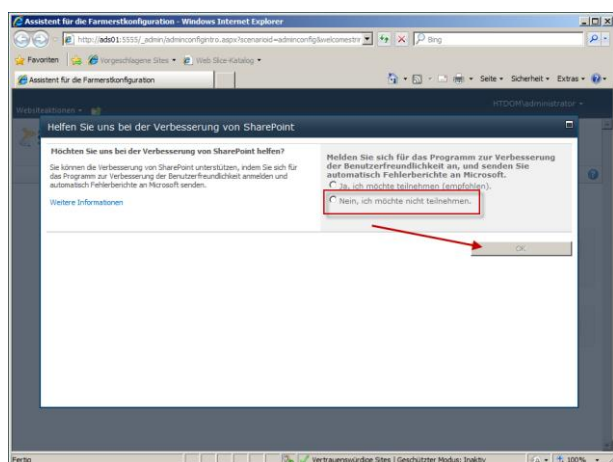 Assistent für die Farmerstkonfiguration - Windows Internet Explorer
http://ads01:5555/_admin/adminconfigintro.aspx?scenarioid=adminconfig&welcomestri
Bing
Favoriten Vorgeschlagene Sites Web Slice-Katalog
Assistent für die Farmerstkonfiguration Seite Sicherheit Extras
Websiteaktionen HTDOM\administrator
Helfen Sie uns bei der Verbesserung von SharePoint
Möchten Sie uns bei der Verbesserung von SharePoint helfen?
Sie können die Verbesserung von SharePoint unterstützen, indem Sie sich für
das Programm zur Verbesserung der Benutzerfreundlichkeit anmelden und
automatisch Fehlerberichte an Microsoft senden.
Weitere Informationen
Melden Sie sich für das Programm zur Verbesserung
der Benutzerfreundlichkeit an, und senden Sie
automatisch Fehlerberichte an Microsoft.
Ja, ich möchte teilnehmen (empfohlen).
Nein, ich möchte nicht teilnehmen.
OK
Fertig Vertrauenswürdige Sites | Geschützter Modus: Inaktiv 100%